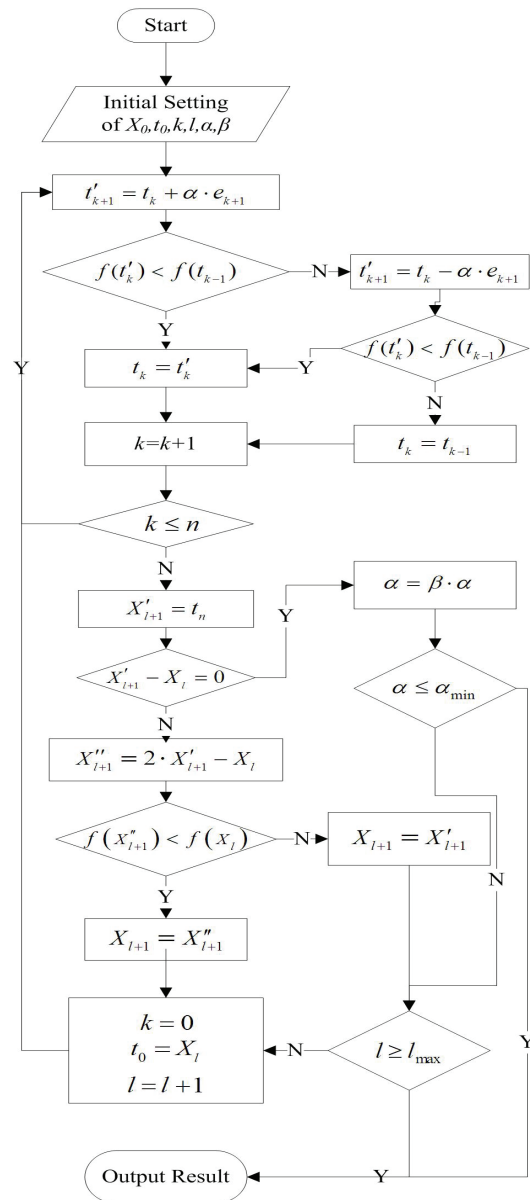 Start
Initial Setting
of X₀,t₀,k,l,α,β
t′ₖ₊₁ = tₖ + α · eₖ₊₁
f(t′ₖ) < f(tₖ₋₁)
N
t′ₖ₊₁ = tₖ − α · eₖ₊₁
Y
f(t′ₖ) < f(tₖ₋₁)
Y
Y
tₖ = t′ₖ
N
k=k+1
tₖ = tₖ₋₁
k ≤ n
N
X′ₗ₊₁ = tₙ
Y
α = β · α
X′ₗ₊₁ − Xₗ = 0
α ≤ αₘᵢₙ
N
X″ₗ₊₁ = 2 · X′ₗ₊₁ − Xₗ
f(X″ₗ₊₁) < f(Xₗ)
N
Xₗ₊₁ = X′ₗ₊₁
N
Y
Xₗ₊₁ = X″ₗ₊₁
k = 0
t₀ = Xₗ
l = l + 1
N
l ≥ lₘₐₓ
Y
Output Result
Y